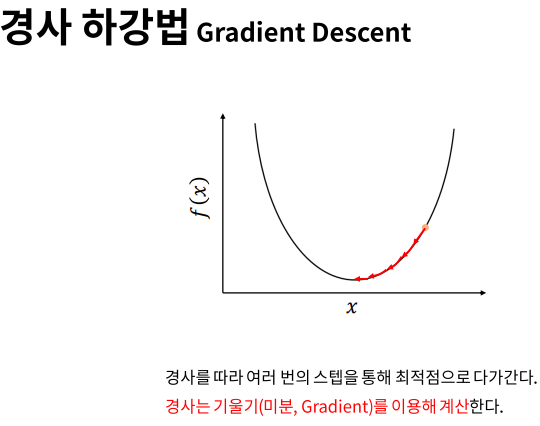 경사 하강법 Gradient Descent
f(x)
x
경사를 따라 여러 번의 스텝을 통해 최적점으로 다가간다.
경사는 기울기(미분, Gradient)를 이용해 계산한다.